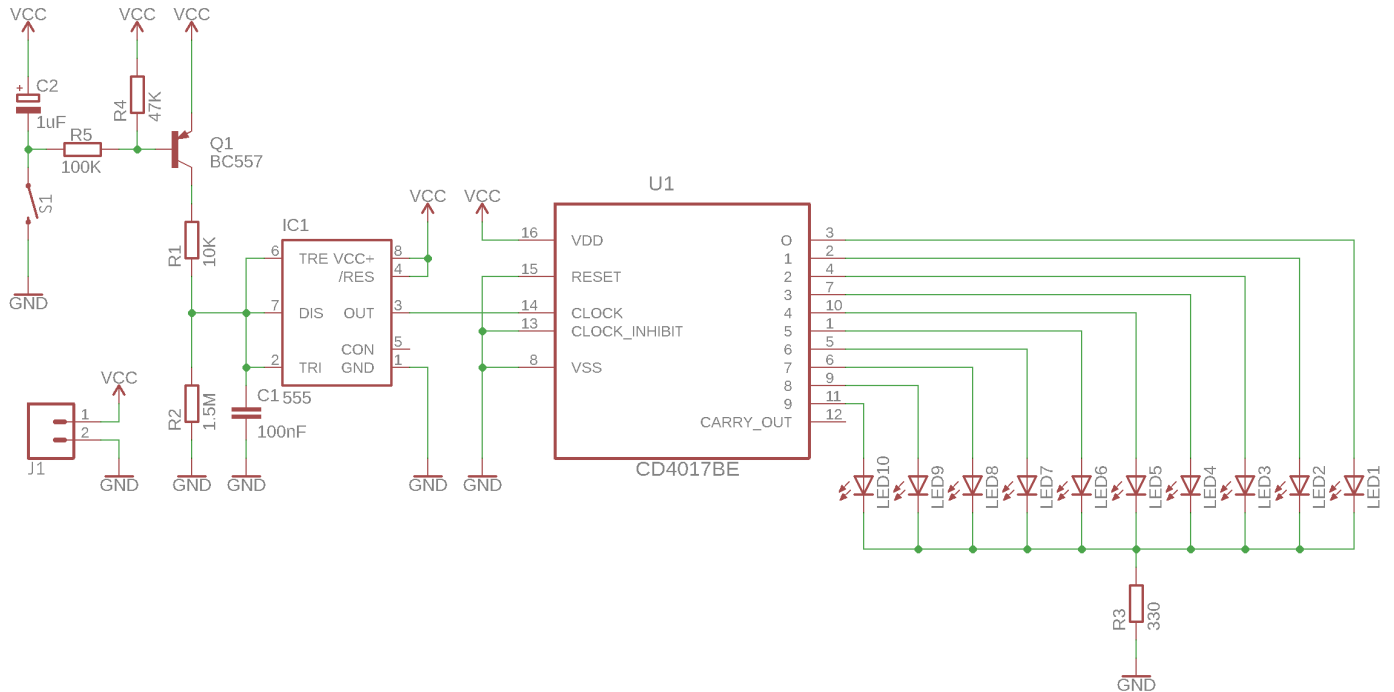 VCC
VCC
VCC
+
C2
1uF
R4
47K
R5
100K
Q1
BC557
S1
GND
R1
10K
IC1
VCC
VCC
U1
6
TRE
VCC+
8
/RES
4
7
DIS
OUT
3
CON
5
2
TRI
GND
1
C1
555
100nF
16
VDD
15
RESET
14
CLOCK
13
CLOCK_INHIBIT
8
VSS
O
3
1
2
2
4
3
7
4
10
5
1
6
5
7
6
8
9
9
11
CARRY_OUT
12
CD4017BE
VCC
1
2
J1
R2
1.5M
GND
GND
GND
GND
GND
LED10
LED9
LED8
LED7
LED6
LED5
LED4
LED3
LED2
LED1
R3
330
GND